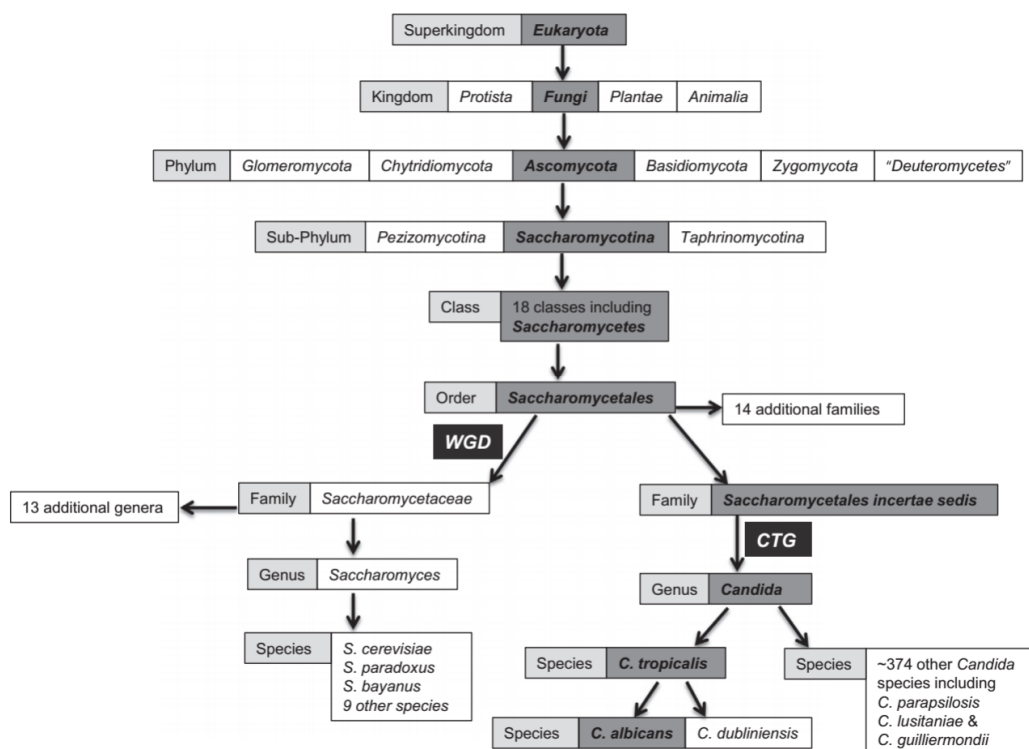 Superkingdom Eukaryota
Kingdom Protista Fungi Plantae Animalia
Phylum Glomeromycota Chytridiomycota Ascomycota Basidiomycota Zygomycota "Deuteromycetes"
Sub-Phylum Pezizomycotina Saccharomycotina Taphrinomycotina
Class 18 classes including
Saccharomycetes
Order Saccharomycetales
14 additional families
WGD
13 additional genera
Family Saccharomycetaceae
Family Saccharomycetales incertae sedis
CTG
Genus Saccharomyces
Genus Candida
Species S. cerevisiae
S. paradoxus
S. bayanus
9 other species
Species C. tropicalis
Species ~374 other Candida
species including
C. parapsilosis
C. lusitaniae &
C. guilliermondii
Species C. albicans C. dubliniensis